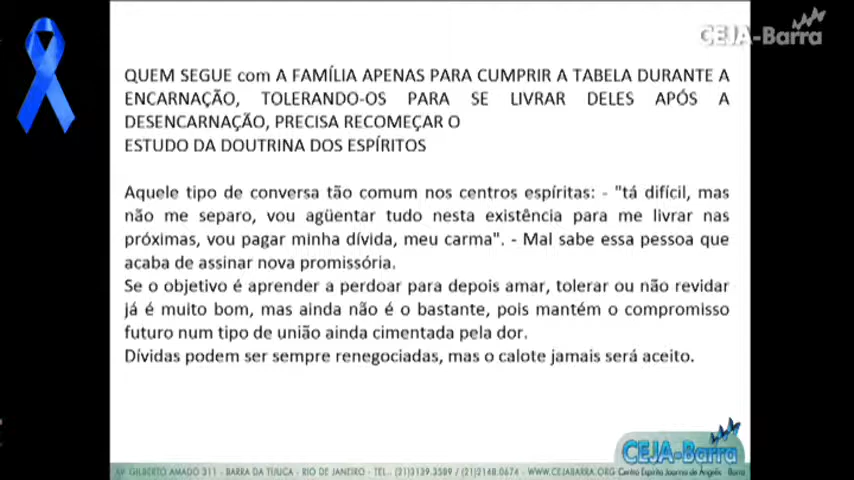 CEJA-Barra
QUEM SEGUE com A FAMÍLIA APENAS PARA CUMPRIR A TABELA DURANTE A
ENCARNAÇÃO, TOLERANDO-OS PARA SE LIVRAR DELES APÓS A
DESENCARNAÇÃO, PRECISA RECOMEÇAR O
ESTUDO DA DOUTRINA DOS ESPÍRITOS
Aquele tipo de conversa tão comum nos centros espíritas: - "tá difícil, mas
não me separo, vou agüentar tudo nesta existência para me livrar nas
próximas, vou pagar minha dívida, meu carma". - Mal sabe essa pessoa que
acaba de assinar nova promissória.
Se o objetivo é aprender a perdoar para depois amar, tolerar ou não revidar
já é muito bom, mas ainda não é o bastante, pois mantém o compromisso
futuro num tipo de união ainda cimentada pela dor.
Dívidas podem ser sempre renegociadas, mas o calote jamais será aceito.
CEJA-Barra
AV GILBERTO AMADO 311 - BARRA DA TIJUCA - RIO DE JANEIRO - TEL.. (21)3139.3589 / (21)2148.0674 - WWW.CEJABARRA.ORG Centro Espírita Joanna de Ângelis - Barra